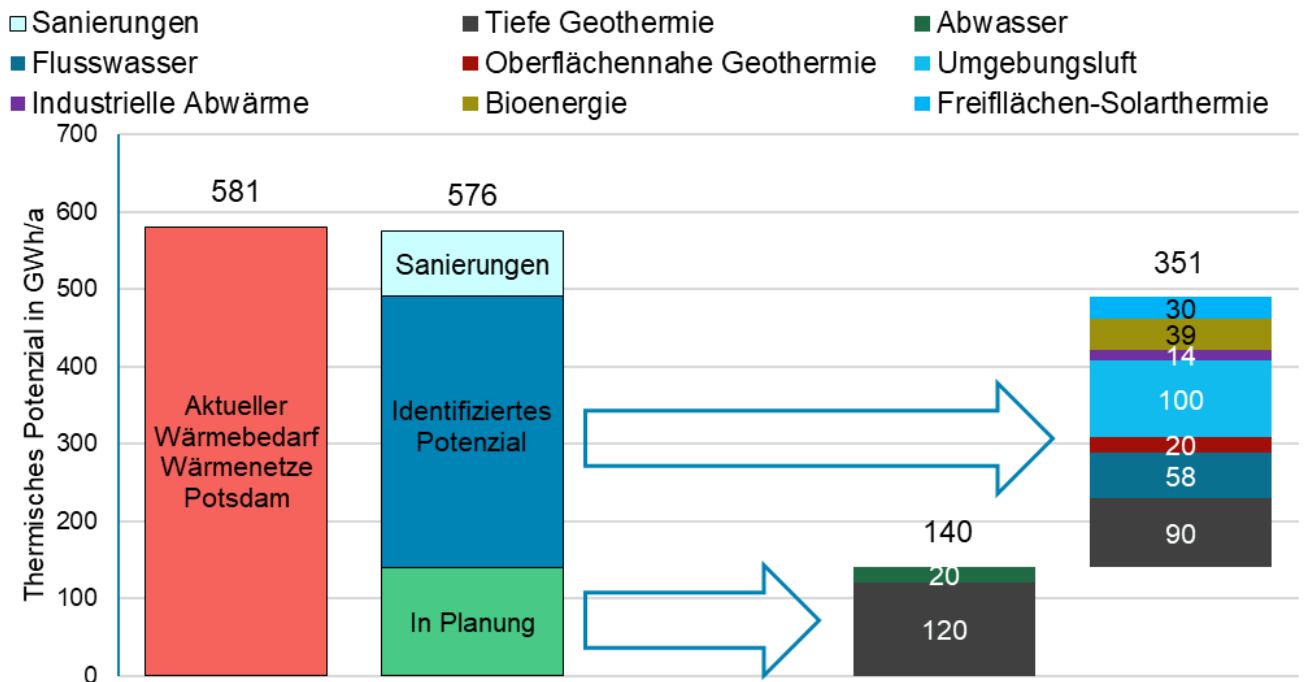 Sanierungen
Tiefe Geothermie
Abwasser
Flusswasser
Oberflächennahe Geothermie
Umgebungsluft
Industrielle Abwärme
Bioenergie
Freifllächen-Solarthermie
Thermisches Potenzial in GWh/a
700
600
500
400
300
200
100
0
581
Aktueller
Wärmebedarf
Wärmenetze
Potsdam
576
Sanierungen
Identifiziertes
Potenzial
In Planung
140
20
120
351
30
39
14
100
20
58
90